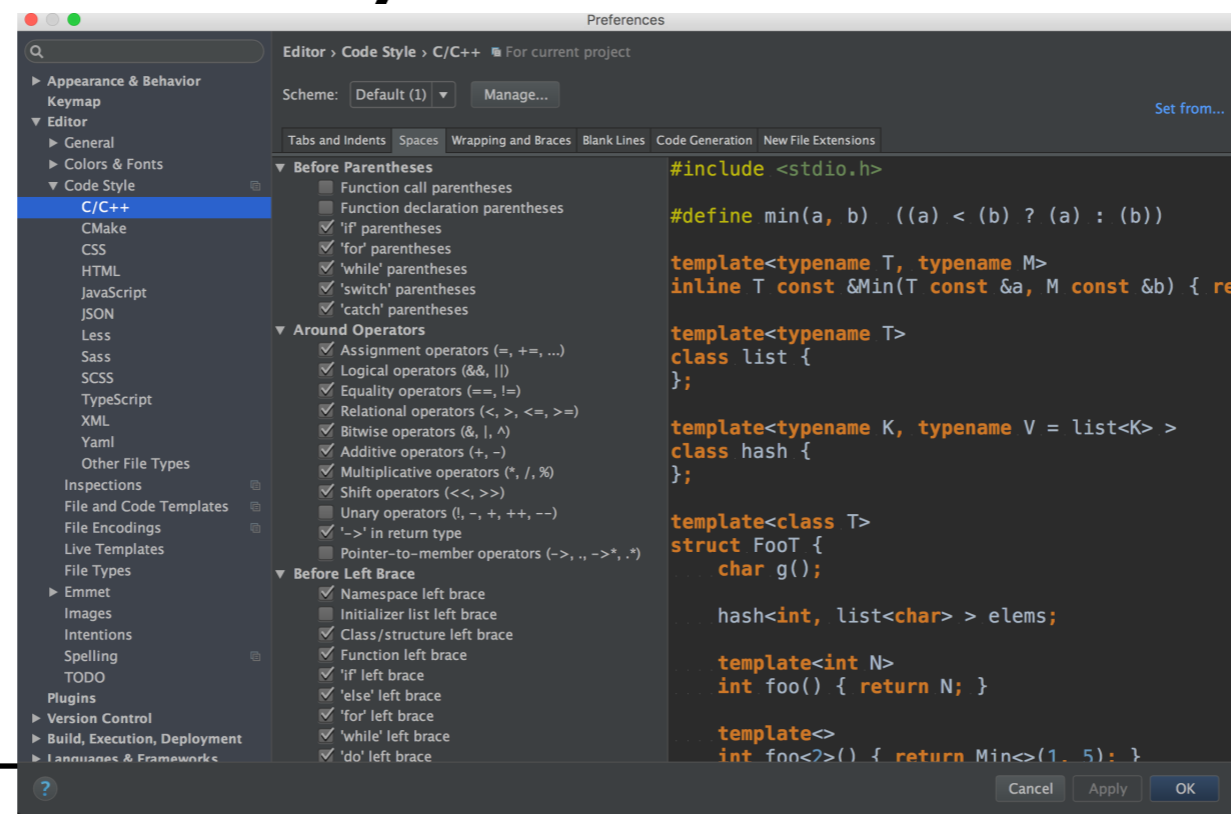 Preferences
Editor › Code Style › C/C++ For current project
Scheme: Default (1) Manage...
Set from...
Appearance & Behavior
Keymap
Editor
General
Colors & Fonts
Code Style
C/C++
CMake
CSS
HTML
JavaScript
JSON
Less
Sass
SCSS
TypeScript
XML
Yaml
Other File Types
Inspections
File and Code Templates
File Encodings
Live Templates
File Types
Emmet
Images
Intentions
Spelling
TODO
Plugins
Version Control
Build, Execution, Deployment
Languages & Frameworks
Tabs and Indents Spaces Wrapping and Braces Blank Lines Code Generation New File Extensions
Before Parentheses
Function call parentheses
Function declaration parentheses
'if' parentheses
'for' parentheses
'while' parentheses
'switch' parentheses
'catch' parentheses
Around Operators
Assignment operators (=, +=, ...)
Logical operators (&&, ||)
Equality operators (==, !=)
Relational operators (<, >, <=, >=)
Bitwise operators (&, |, ^)
Additive operators (+, -)
Multiplicative operators (*, /, %)
Shift operators (<<, >>)
Unary operators (!, -, +, ++, --)
'->' in return type
Pointer-to-member operators (->, ., ->*, .*)
Before Left Brace
Namespace left brace
Initializer list left brace
Class/structure left brace
Function left brace
'if' left brace
'else' left brace
'for' left brace
'while' left brace
'do' left brace
#include <stdio.h>
#define min(a, b) ((a) < (b) ? (a) : (b))
template<typename T, typename M>
inline T const &Min(T const &a, M const &b) { re
template<typename T>
class list {
};
template<typename K, typename V = list<K> >
class hash {
};
template<class T>
struct FooT {
char g();
hash<int, list<char> > elems;
template<int N>
int foo() { return N; }
template<>
int foo<2>() { return Min<>(1, 5); }
? Cancel Apply OK